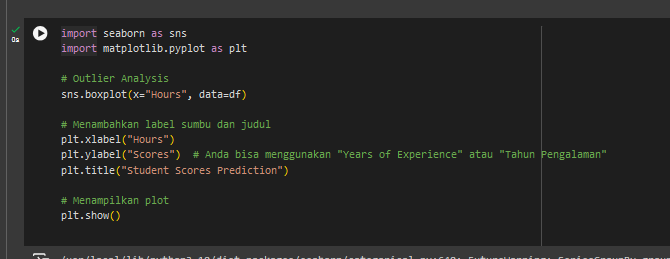 import seaborn as sns
import matplotlib.pyplot as plt
# Outlier Analysis
sns.boxplot(x="Hours", data=df)
# Menambahkan label sumbu dan judul
plt.xlabel("Hours")
plt.ylabel("Scores")  # Anda bisa menggunakan "Years of Experience" atau "Tahun Pengalaman"
plt.title("Student Scores Prediction")
# Menampilkan plot
plt.show()
0s